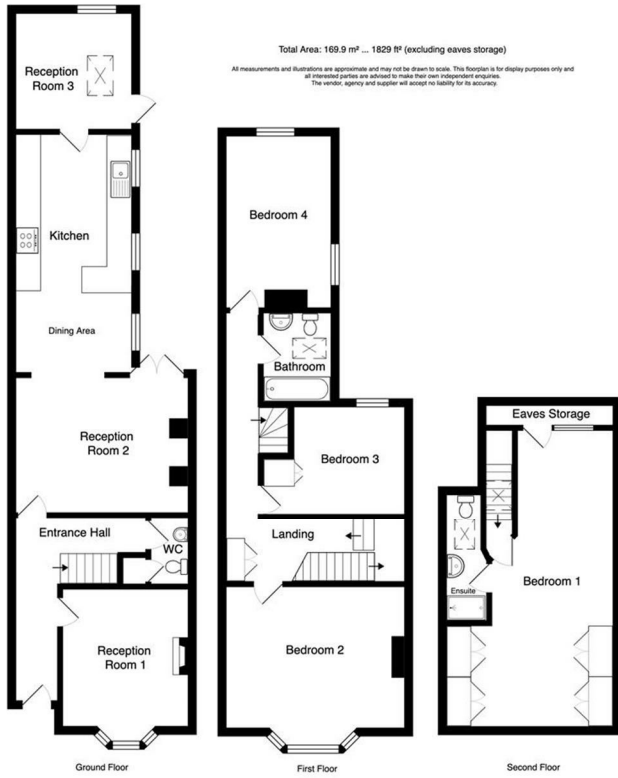 Total Area: 169.9 m² ... 1829 ft² (excluding eaves storage)
All measurements and illustrations are approximate and may not be drawn to scale. This floorplan is for display purposes only and
all interested parties are advised to make their own independent enquiries.
The vendor, agency and supplier will accept no liability for its accuracy.
Reception
Room 3
Kitchen
Dining Area
Reception
Room 2
Entrance Hall
WC
Reception
Room 1
Ground Floor
Bedroom 4
Bathroom
Bedroom 3
Landing
Bedroom 2
First Floor
Eaves Storage
Ensuite
Bedroom 1
Second Floor